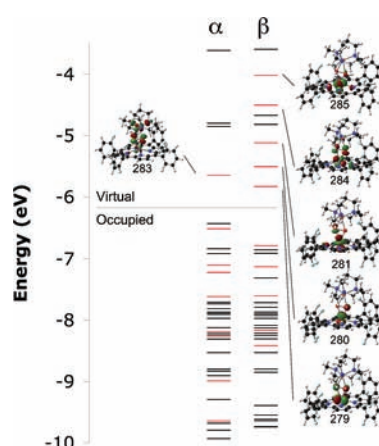 α
β
Energy (eV)
-4
-5
-6
-7
-8
-9
-10
Virtual
Occupied
283
285
284
281
280
279